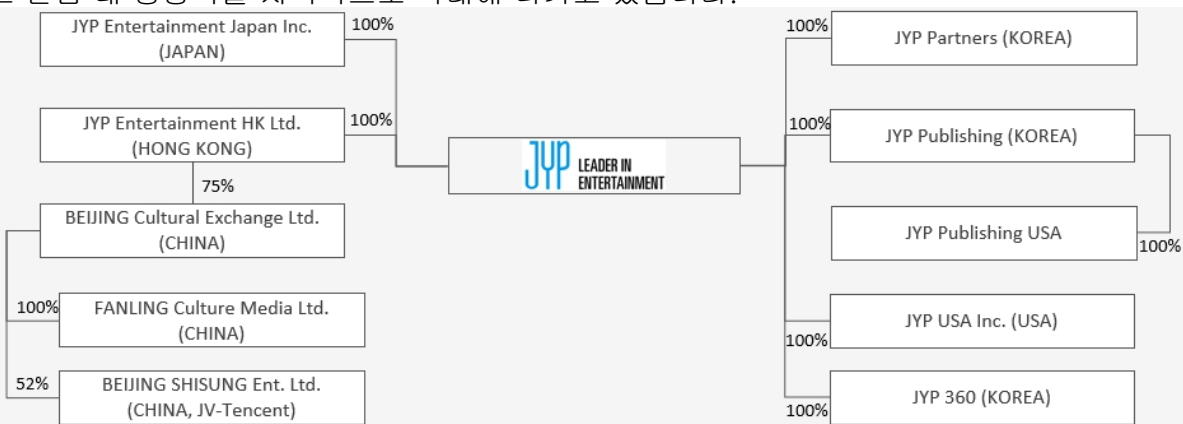 JYP Entertainment Japan Inc.
(JAPAN)
100%
JYP Entertainment HK Ltd.
(HONG KONG)
100%
75%
BEIJING Cultural Exchange Ltd.
(CHINA)
100%
FANLING Culture Media Ltd.
(CHINA)
52%
BEIJING SHISUNG Ent. Ltd.
(CHINA, JV-Tencent)
JYP LEADER IN
ENTERTAINMENT
100%
JYP Partners (KOREA)
100%
JYP Publishing (KOREA)
JYP Publishing USA
100%
JYP USA Inc. (USA)
100%
JYP 360 (KOREA)
100%